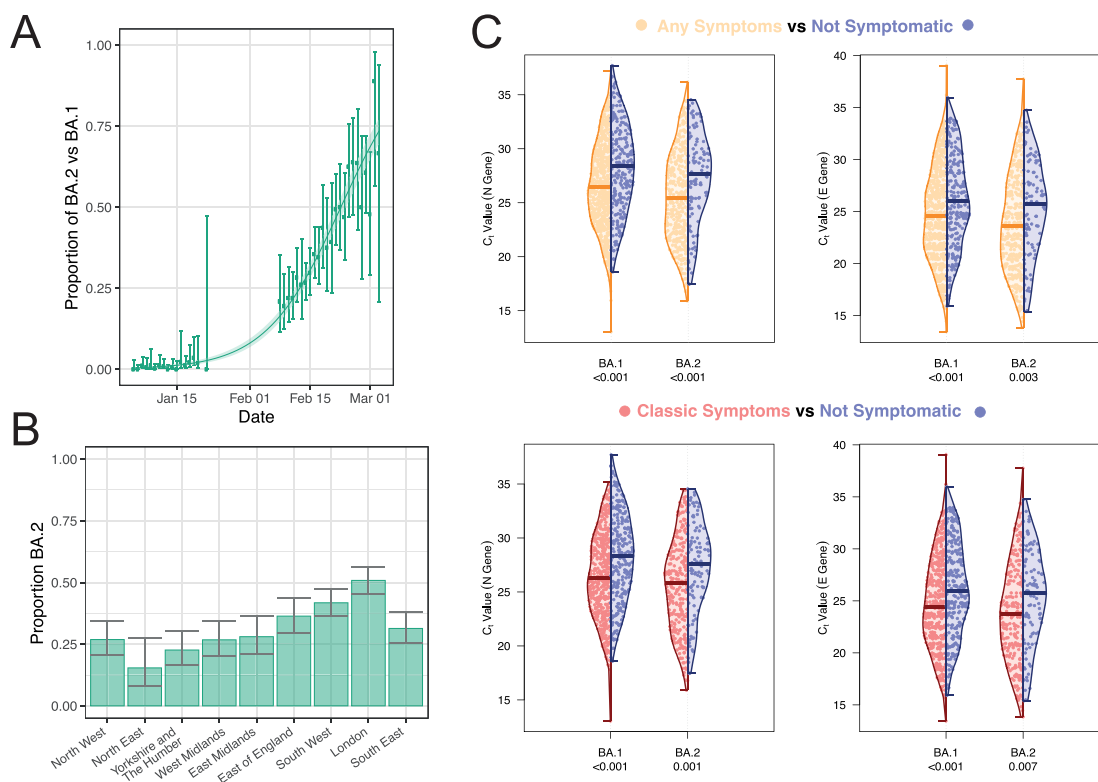 A
Proportion of BA.2 vs BA.1
1.00
0.75
0.50
0.25
0.00
Jan 15
Feb 01
Feb 15
Mar 01
Date
B
Proportion BA.2
1.00
0.75
0.50
0.25
0.00
North West
North East
Yorkshire and
The Humber
West Midlands
East Midlands
East of England
South West
London
South East
C
Any Symptoms vs Not Symptomatic
Ct Value (N Gene)
35
30
25
20
15
BA.1
<0.001
BA.2
<0.001
Ct Value (E Gene)
40
35
30
25
20
15
BA.1
<0.001
BA.2
0.003
Classic Symptoms vs Not Symptomatic
Ct Value (N Gene)
35
30
25
20
15
BA.1
<0.001
BA.2
0.001
Ct Value (E Gene)
40
35
30
25
20
15
BA.1
<0.001
BA.2
0.007